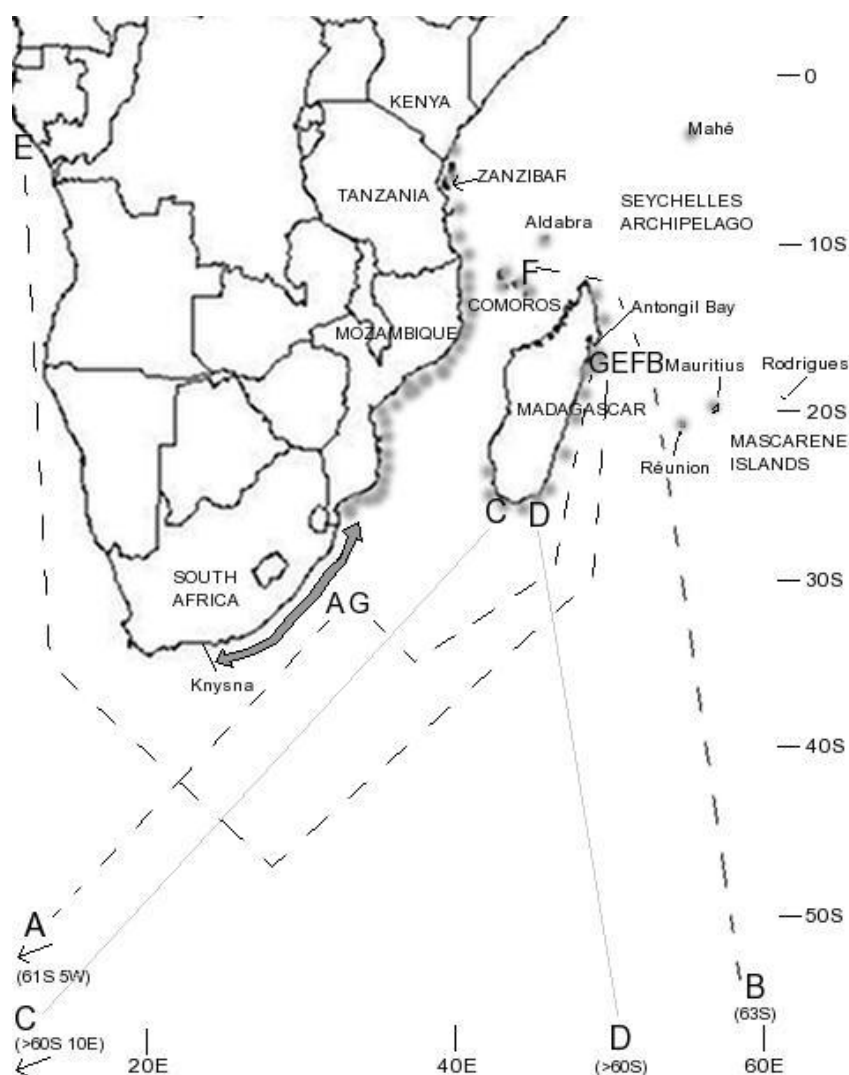 0
KENYA
Mahé
E
TANZANIA
ZANZIBAR
SEYCHELLES
ARCHIPELAGO
Aldabra
10S
F
COMOROS
Antongil Bay
MOZAMBIQUE
GEFB
Mauritius
Rodrigues
MADAGASCAR
20S
MASCARENE
ISLANDS
Réunion
C
D
SOUTH
AFRICA
30S
A G
Knysna
40S
A
50S
(61S 5W)
B
(63S)
C
(>60S 10E)
D
(>60S)
20E
40E
60E